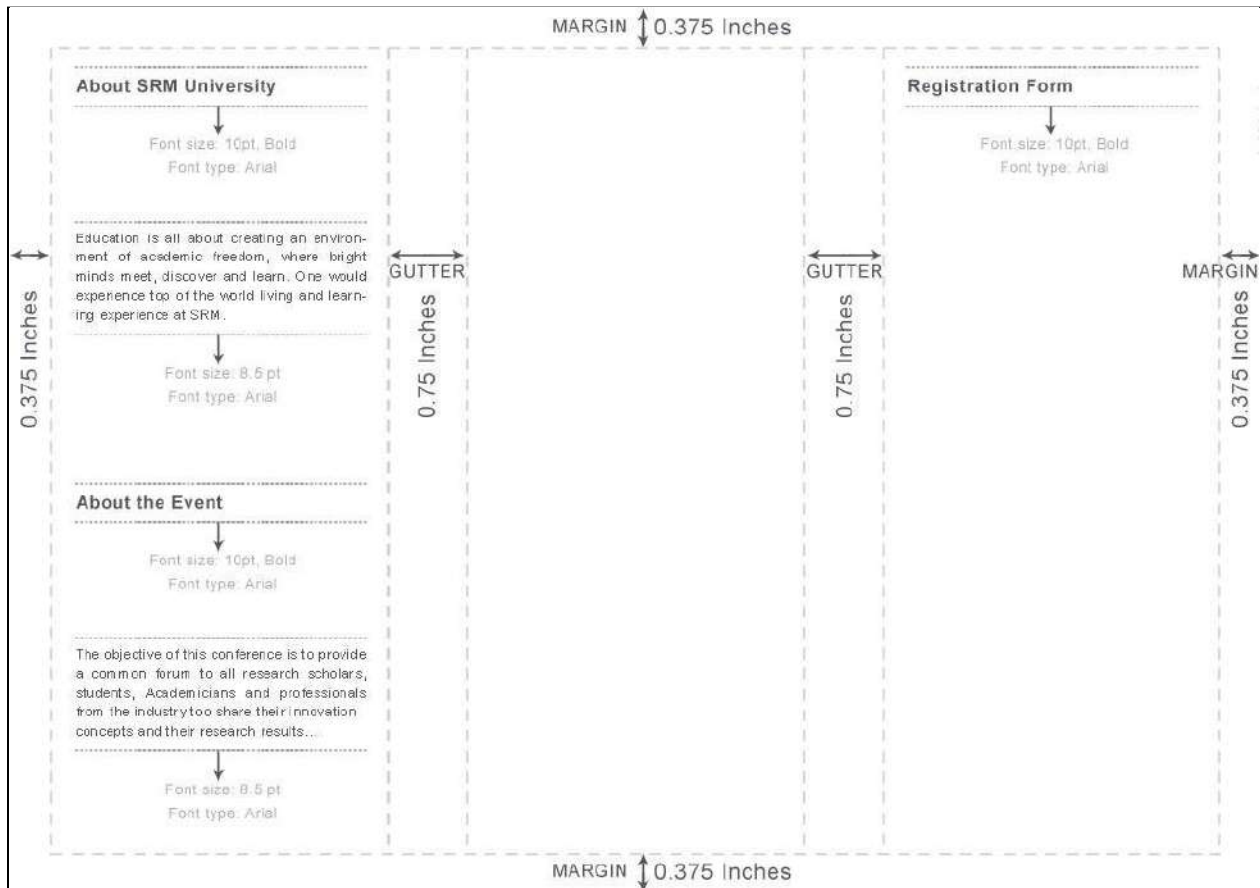 MARGIN 0.375 Inches
About SRM University
Font size: 10pt, Bold
Font type: Arial
Education is all about creating an environ-
ment of academic freedom, where bright
minds meet, discover and learn. One would
experience top of the world living and learn-
ing experience at SRM.
Font size: 8.5 pt
Font type: Arial
About the Event
Font size: 10pt, Bold
Font type: Arial
The objective of this conference is to provide
a common forum to all research scholars,
students, Academicians and professionals
from the industry too share their innovation
concepts and their research results...
Font size: 8.5 pt
Font type: Arial
0.375 Inches
GUTTER
0.75 Inches
GUTTER
0.75 Inches
Registration Form
Font size: 10pt, Bold
Font type: Arial
MARGIN
0.375 Inches
MARGIN 0.375 Inches